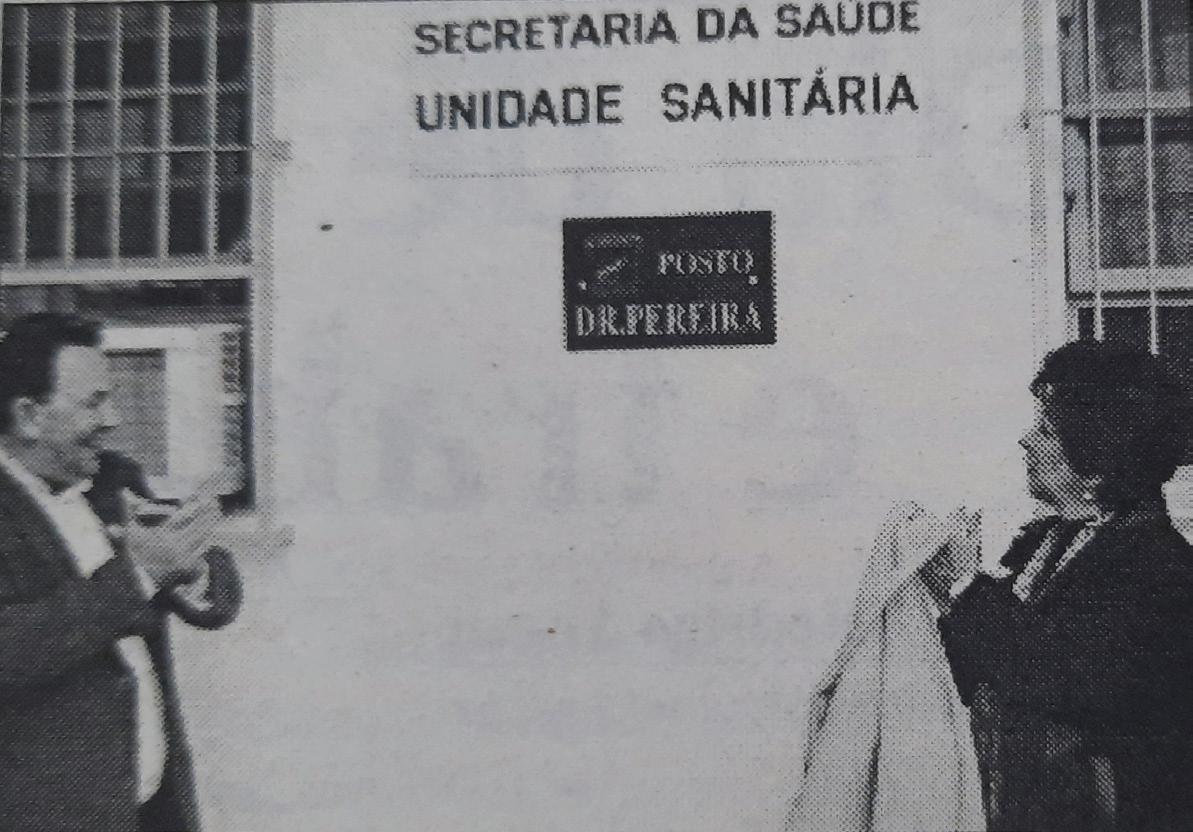 SECRETARIA DA SAÚDE
UNIDADE SANITÁRIA
POSTO
DR. PEREIRA